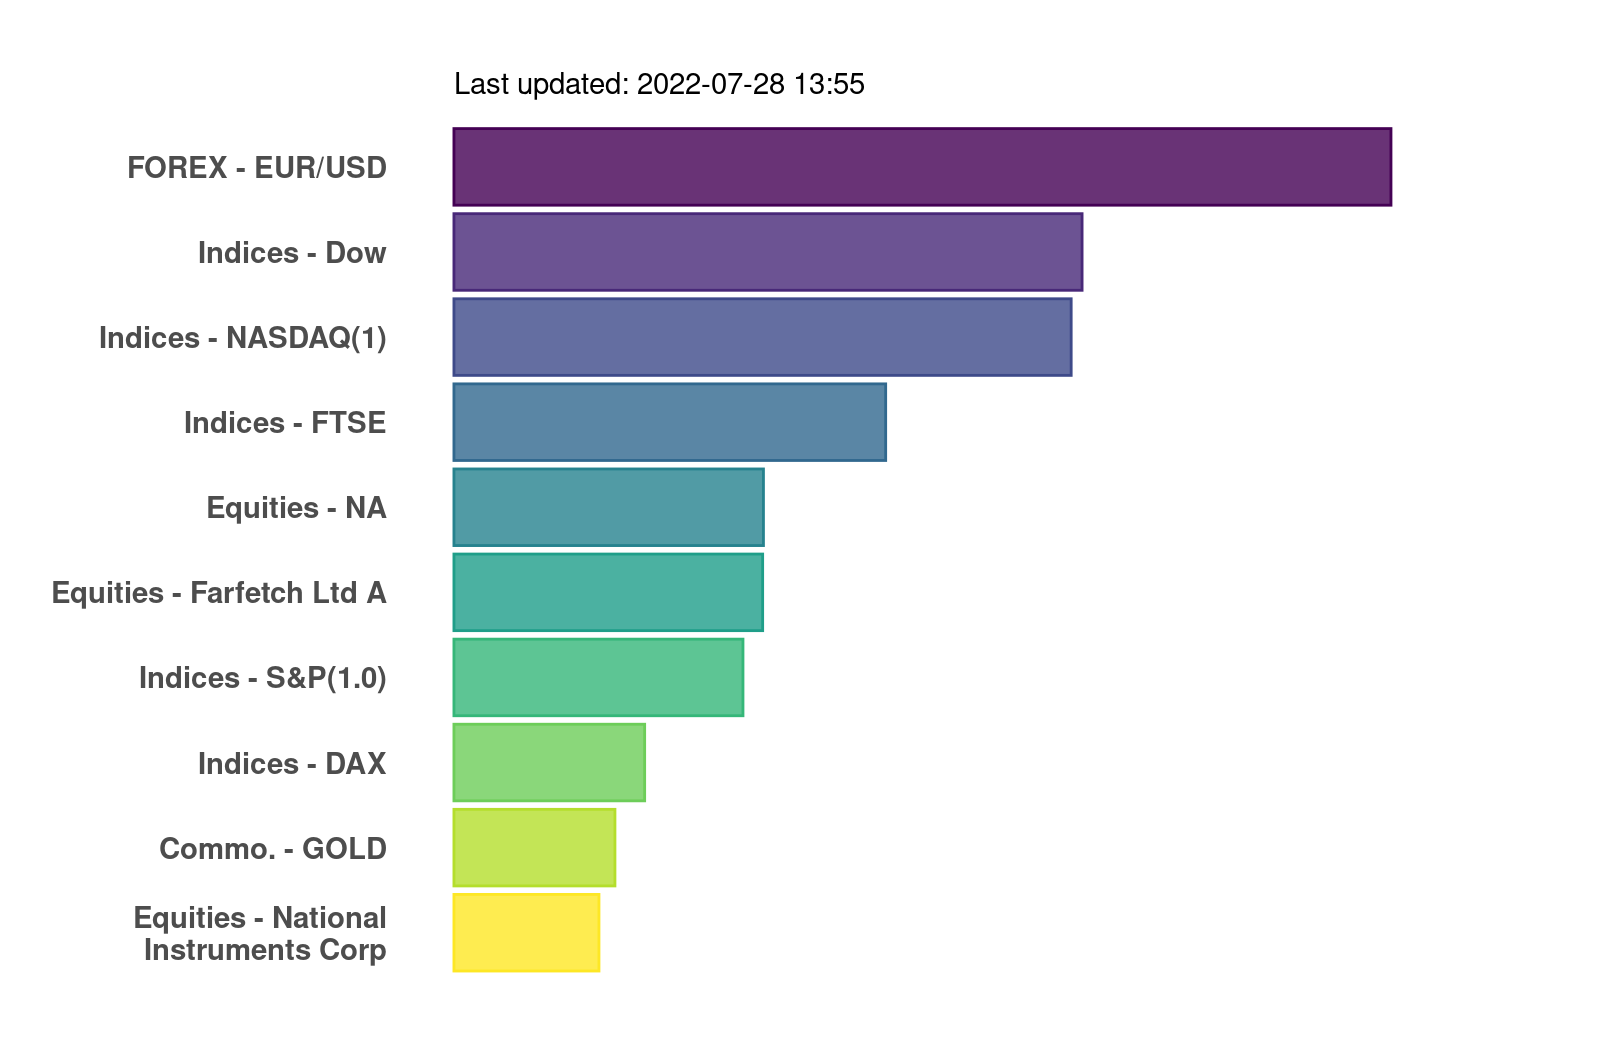 Last updated: 2022-07-28 13:55
FOREX - EUR/USD
Indices - Dow
Indices - NASDAQ(1)
Indices - FTSE
Equities - NA
Equities - Farfetch Ltd A
Indices - S&P(1.0)
Indices - DAX
Commo. - GOLD
Equities - National
Instruments Corp